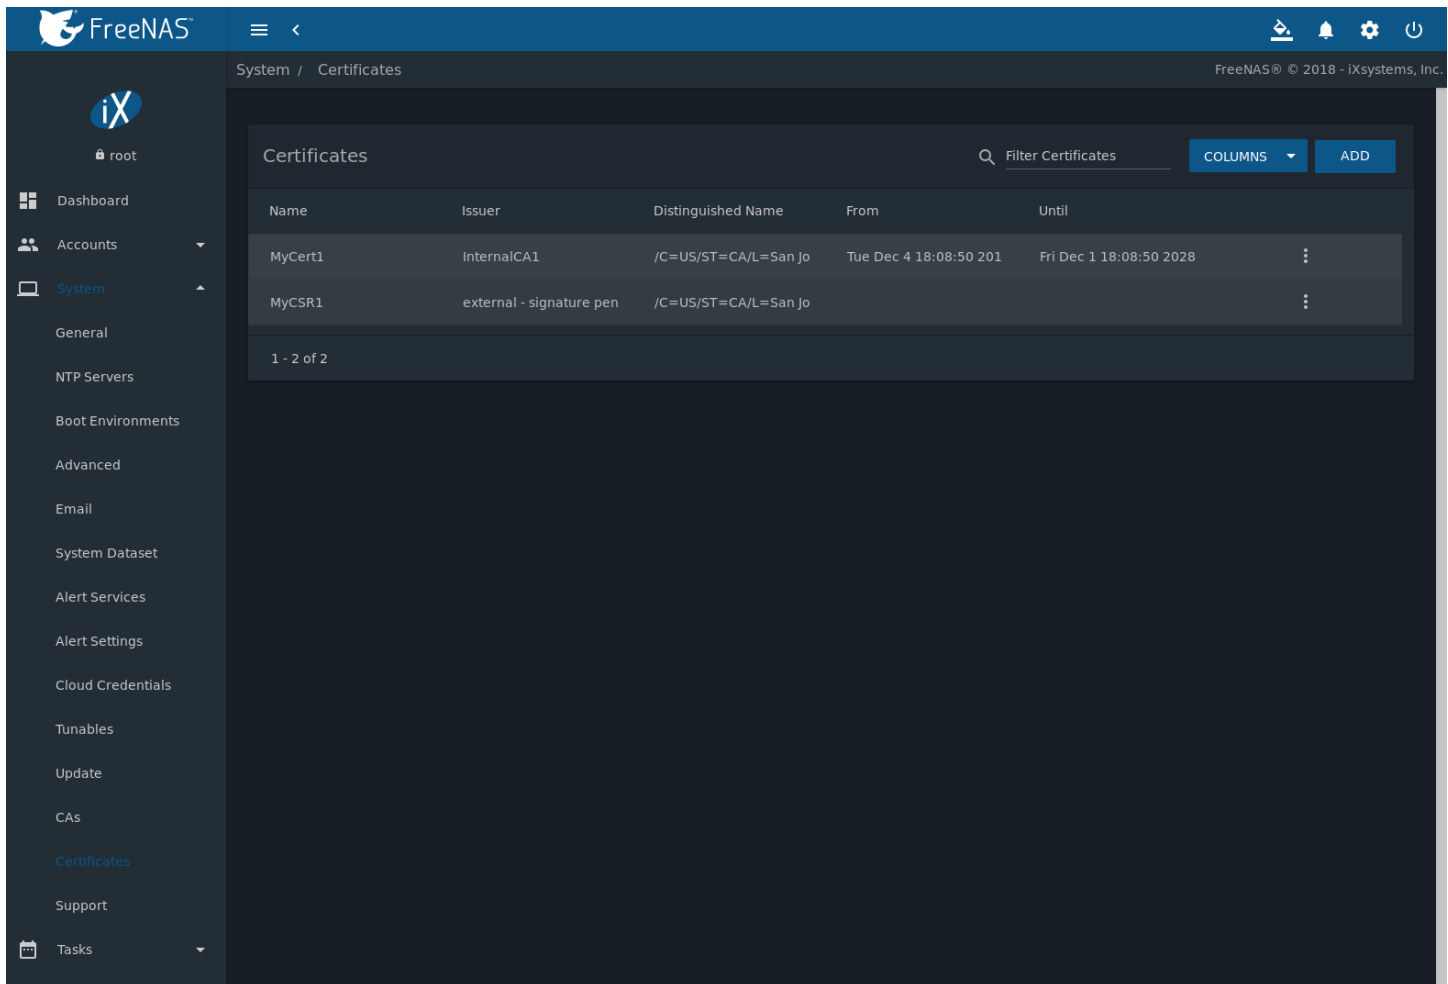 FreeNAS™
System / Certificates
FreeNAS® © 2018 - iXsystems, Inc.
iX
root
Dashboard
Accounts
System
General
NTP Servers
Boot Environments
Advanced
Email
System Dataset
Alert Services
Alert Settings
Cloud Credentials
Tunables
Update
CAs
Certificates
Support
Tasks
Certificates
Filter Certificates
COLUMNS
ADD
Name Issuer Distinguished Name From Until
MyCert1 InternalCA1 /C=US/ST=CA/L=San Jo Tue Dec 4 18:08:50 201 Fri Dec 1 18:08:50 2028
MyCSR1 external - signature pen /C=US/ST=CA/L=San Jo
1 - 2 of 2